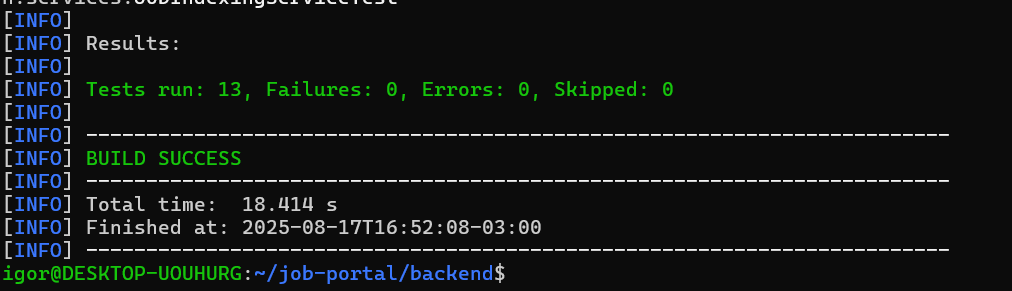 [INFO]
[INFO] Results:
[INFO]
[INFO] Tests run: 13, Failures: 0, Errors: 0, Skipped: 0
[INFO]
[INFO] ------------------------------------------------------------------------
[INFO] BUILD SUCCESS
[INFO] ------------------------------------------------------------------------
[INFO] Total time:  18.414 s
[INFO] Finished at: 2025-08-17T16:52:08-03:00
[INFO] ------------------------------------------------------------------------
igor@DESKTOP-UOUHURG:~/job-portal/backend$